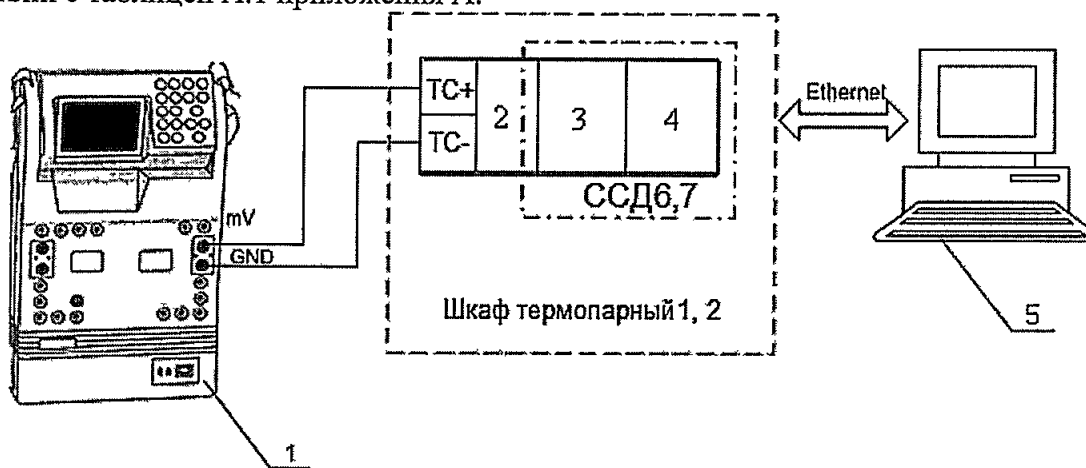 таблицей А.1 приложения А.
TC+
TC-
2
3
4
ССД6,7
Ethernet
mV
GND
Шкаф термопарный 1, 2
5
1